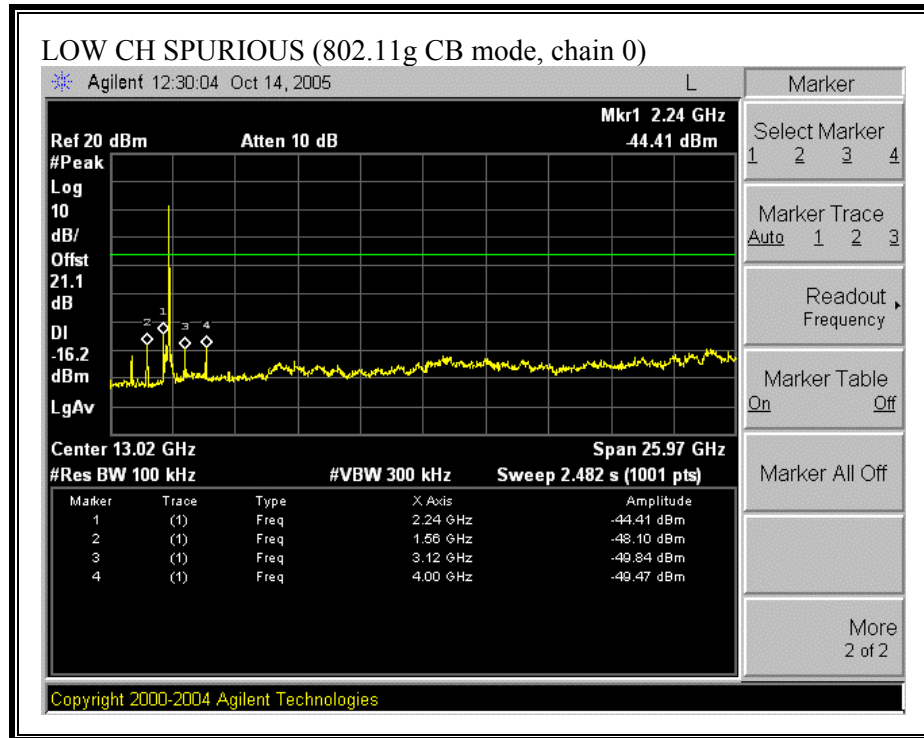 LOW CH SPURIOUS (802.11g CB mode, chain 0)
Agilent 12:30:04 Oct 14, 2005 L
Mkr1 2.24 GHz
Ref 20 dBm Atten 10 dB -44.41 dBm
#Peak
Log
10
dB/
Offst
21.1
dB
DI
-16.2
dBm
LgAv
1
2 3 4
Center 13.02 GHz Span 25.97 GHz
#Res BW 100 kHz #VBW 300 kHz Sweep 2.482 s (1001 pts)
Marker Trace Type X Axis Amplitude
1 (1) Freq 2.24 GHz -44.41 dBm
2 (1) Freq 1.56 GHz -48.10 dBm
3 (1) Freq 3.12 GHz -49.84 dBm
4 (1) Freq 4.00 GHz -49.47 dBm
Marker
Select Marker
1 2 3 4
Marker Trace
Auto 1 2 3
Readout
Frequency
Marker Table
On Off
Marker All Off
More
2 of 2
Copyright 2000-2004 Agilent Technologies